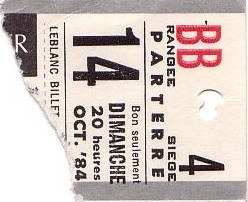 BB
4
RANGEE
SIEGE
PARTERRE
14
Bon seulement
DIMANCHE
20 heures
OCT. '84
LEBLANC BILLET
R